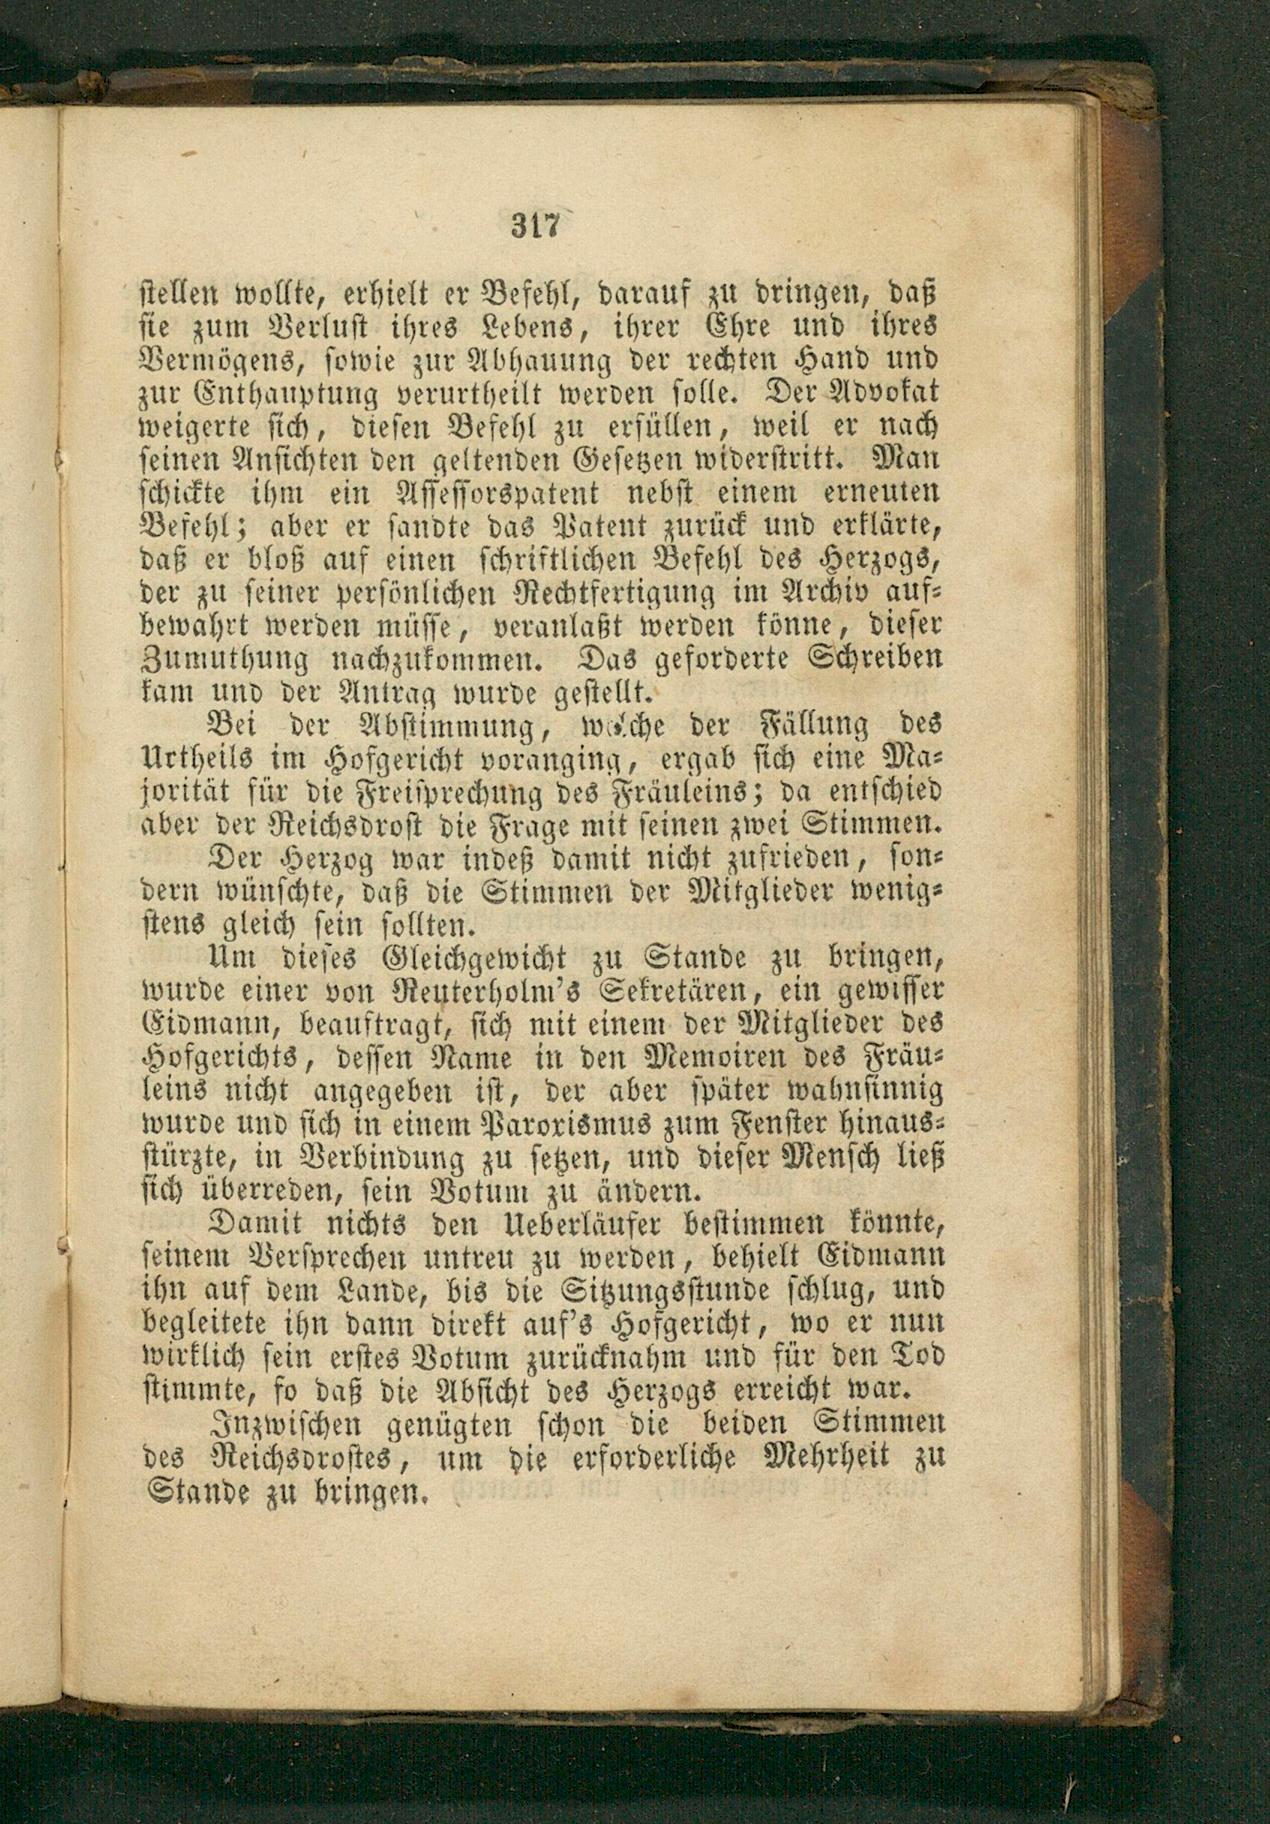 317
stellen wollte, erhielt er Befehl, darauf zu dringen, daß
sie zum Verlust ihres Lebens, ihrer Ehre und ihres
Vermögens, sowie zur Abhauung der rechten Hand und
zur Enthauptung verurtheilt werden solle. Der Advokat
weigerte sich, diesen Befehl zu erfüllen, weil er nach
seinen Ansichten den geltenden Gesetzen widerstritt. Man
schickte ihm ein Assessorspatent nebst einem erneuten
Befehl; aber er sandte das Patent zurück und erklärte,
daß er bloß auf einen schriftlichen Befehl des Herzogs,
der zu seiner persönlichen Rechtfertigung im Archiv auf-
bewahrt werden müsse, veranlaßt werden könne, dieser
Zumuthung nachzukommen. Das geforderte Schreiben
kam und der Antrag wurde gestellt.
Bei der Abstimmung, welche der Fällung des
Urtheils im Hofgericht voranging, ergab sich eine Ma-
jorität für die Freisprechung des Fräuleins; da entschied
aber der Reichsdrost die Frage mit seinen zwei Stimmen.
Der Herzog war indeß damit nicht zufrieden, son-
dern wünschte, daß die Stimmen der Mitglieder wenig-
stens gleich sein sollten.
Um dieses Gleichgewicht zu Stande zu bringen,
wurde einer von Reuterholm's Sekretären, ein gewisser
Eidmann, beauftragt, sich mit einem der Mitglieder des
Hofgerichts, dessen Name in den Memoiren des Fräu-
leins nicht angegeben ist, der aber später wahnsinnig
wurde und sich in einem Paroxismus zum Fenster hinaus-
stürzte, in Verbindung zu setzen, und dieser Mensch ließ
sich überreden, sein Votum zu ändern.
Damit nichts den Ueberläufer bestimmen könnte,
seinem Versprechen untreu zu werden, behielt Eidmann
ihn auf dem Lande, bis die Sitzungsstunde schlug, und
begleitete ihn dann direkt auf's Hofgericht, wo er nun
wirklich sein erstes Votum zurücknahm und für den Tod
stimmte, so daß die Absicht des Herzogs erreicht war.
Inzwischen genügten schon die beiden Stimmen
des Reichsdrostes, um die erforderliche Mehrheit zu
Stande zu bringen.